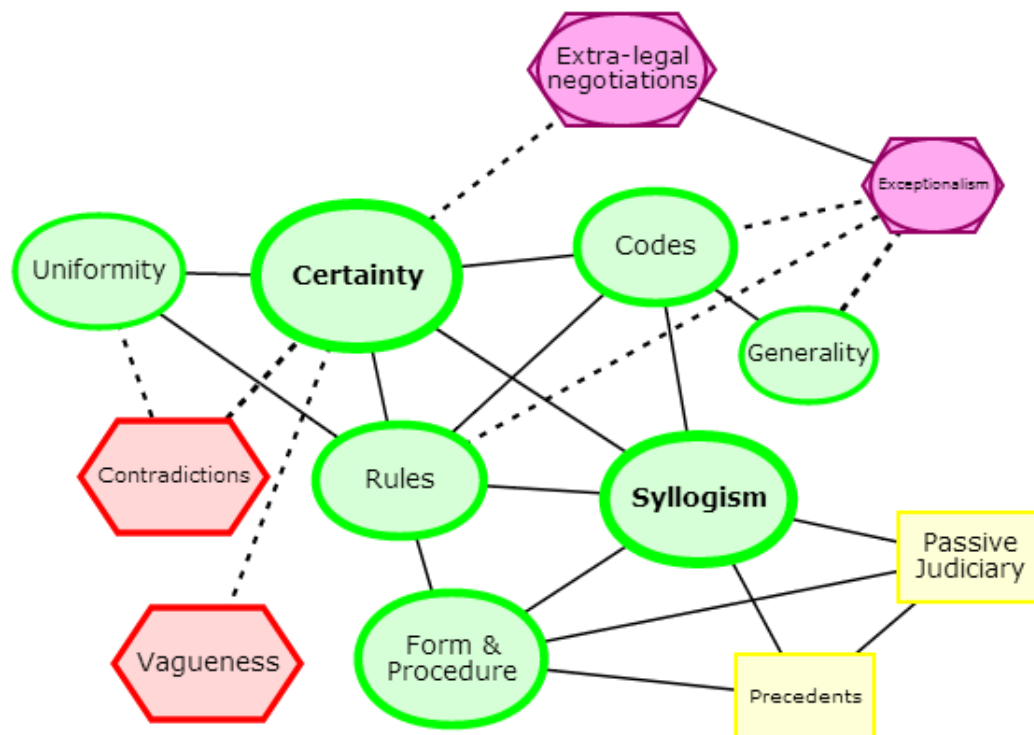 Extra-legal
negotiations
Exceptionalism
Uniformity
Certainty
Codes
Generality
Contradictions
Rules
Syllogism
Passive
Judiciary
Vagueness
Form &
Procedure
Precedents